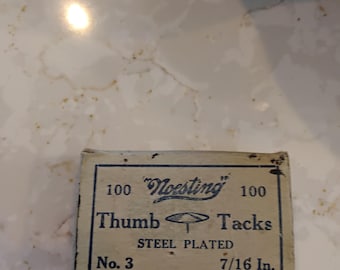 100 "Noesting" 100
Thumb Tacks
STEEL PLATED
No. 3 7/16 In.